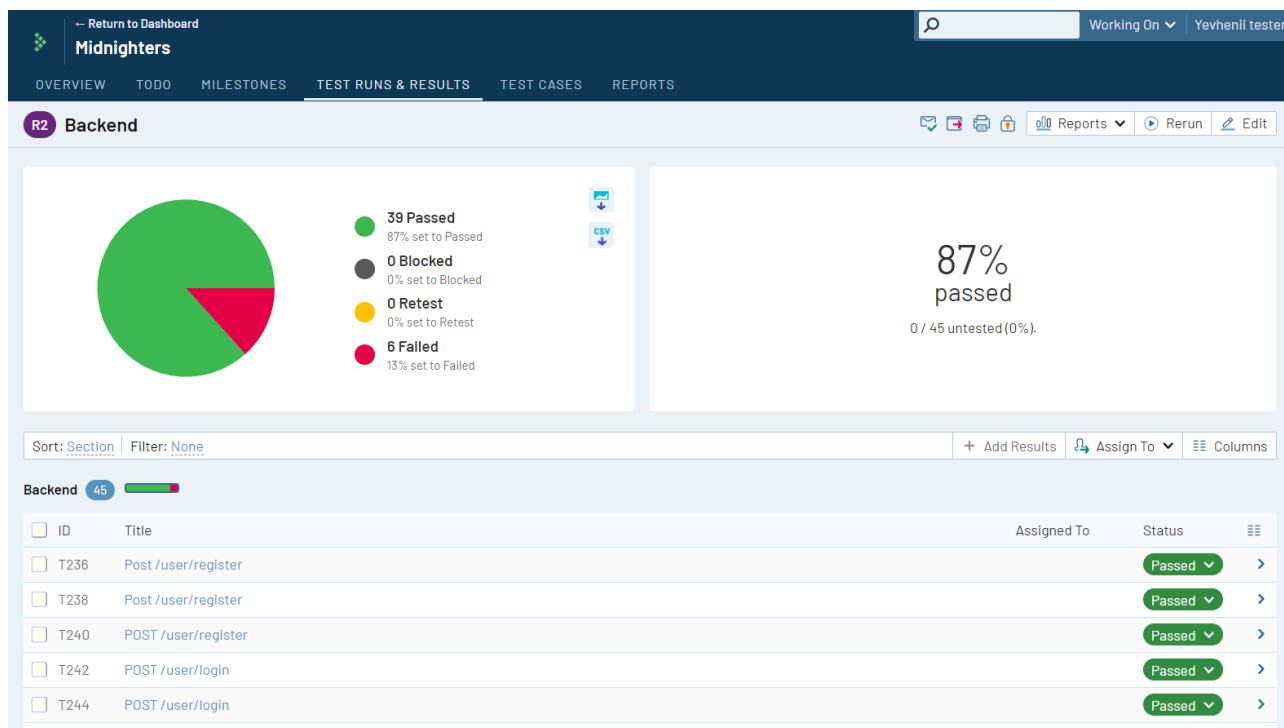 ← Return to Dashboard
Midnighters
Working On
Yevhenii tester
OVERVIEW TODO MILESTONES TEST RUNS & RESULTS TEST CASES REPORTS
R2 Backend
Reports Rerun Edit
39 Passed
87% set to Passed
CSV
0 Blocked
0% set to Blocked
0 Retest
0% set to Retest
6 Failed
13% set to Failed
87%
passed
0 / 45 untested (0%).
Sort: Section Filter: None + Add Results Assign To Columns
Backend 45
ID Title Assigned To Status
T236 Post /user/register Passed
T238 Post /user/register Passed
T240 POST /user/register Passed
T242 POST /user/login Passed
T244 POST /user/login Passed